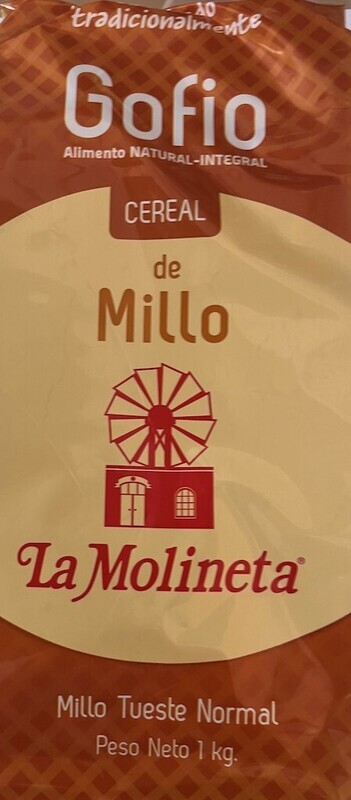 tradicionalmente
Gofio
Alimento NATURAL-INTEGRAL
CEREAL
de
Millo
La Molineta®
Millo Tueste Normal
Peso Neto 1 kg.